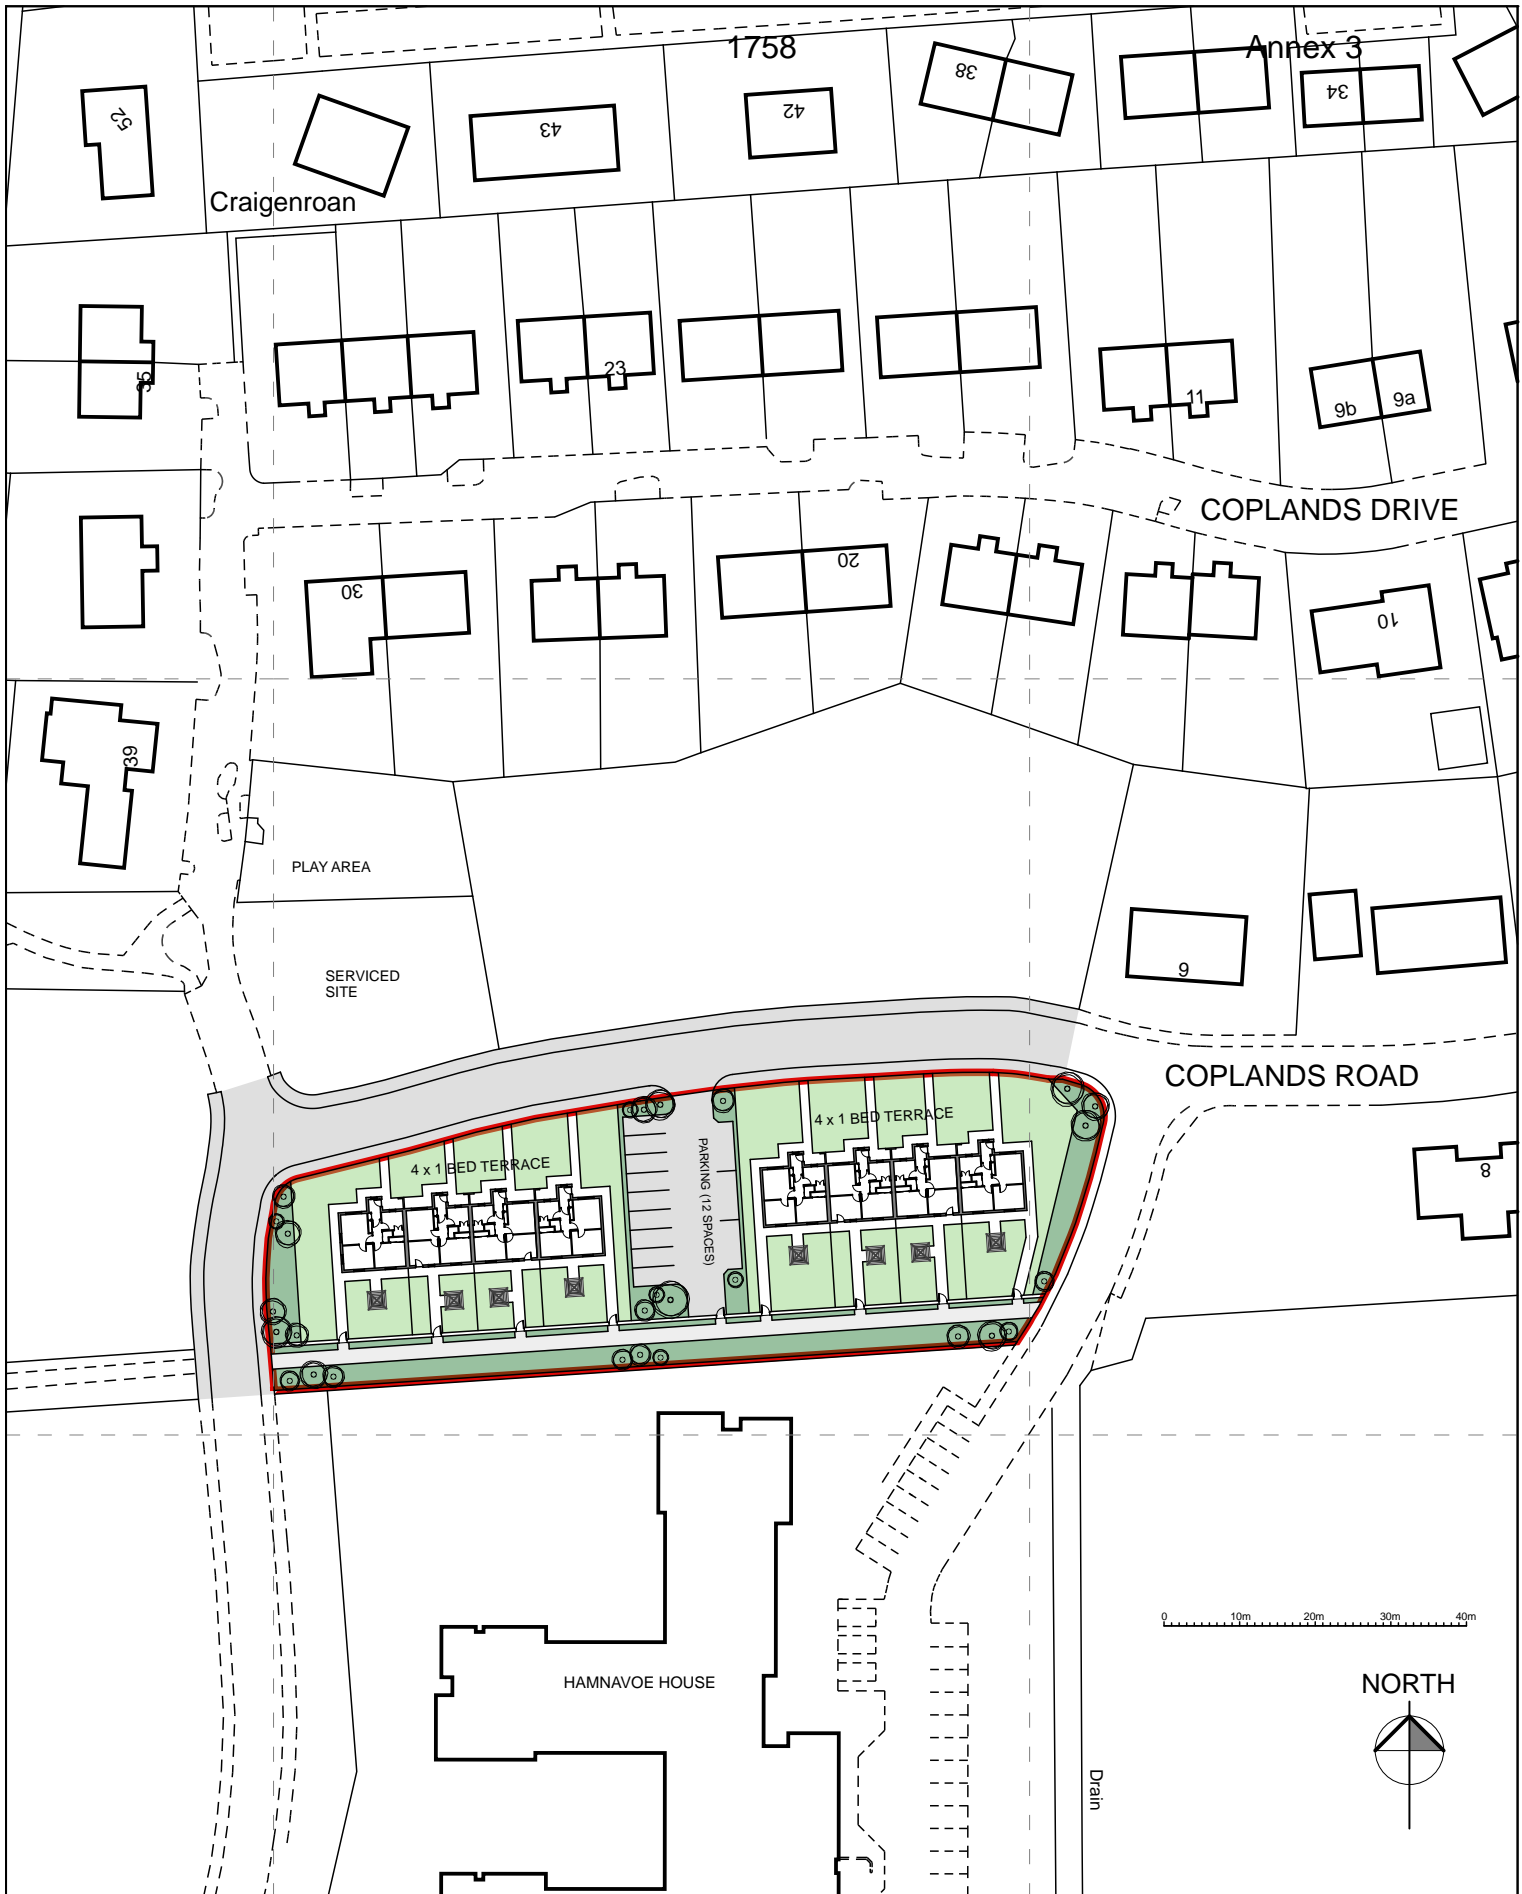 1758
Annex 3
52
43
42
38
34
Craigenroan
35
23
11
9b
9a
COPLANDS DRIVE
30
20
10
39
PLAY AREA
SERVICED
SITE
9
COPLANDS ROAD
4 x 1 BED TERRACE
4 x 1 BED TERRACE
PARKING (12 SPACES)
8
HAMNAVOE HOUSE
0 10m 20m 30m 40m
NORTH
Drain